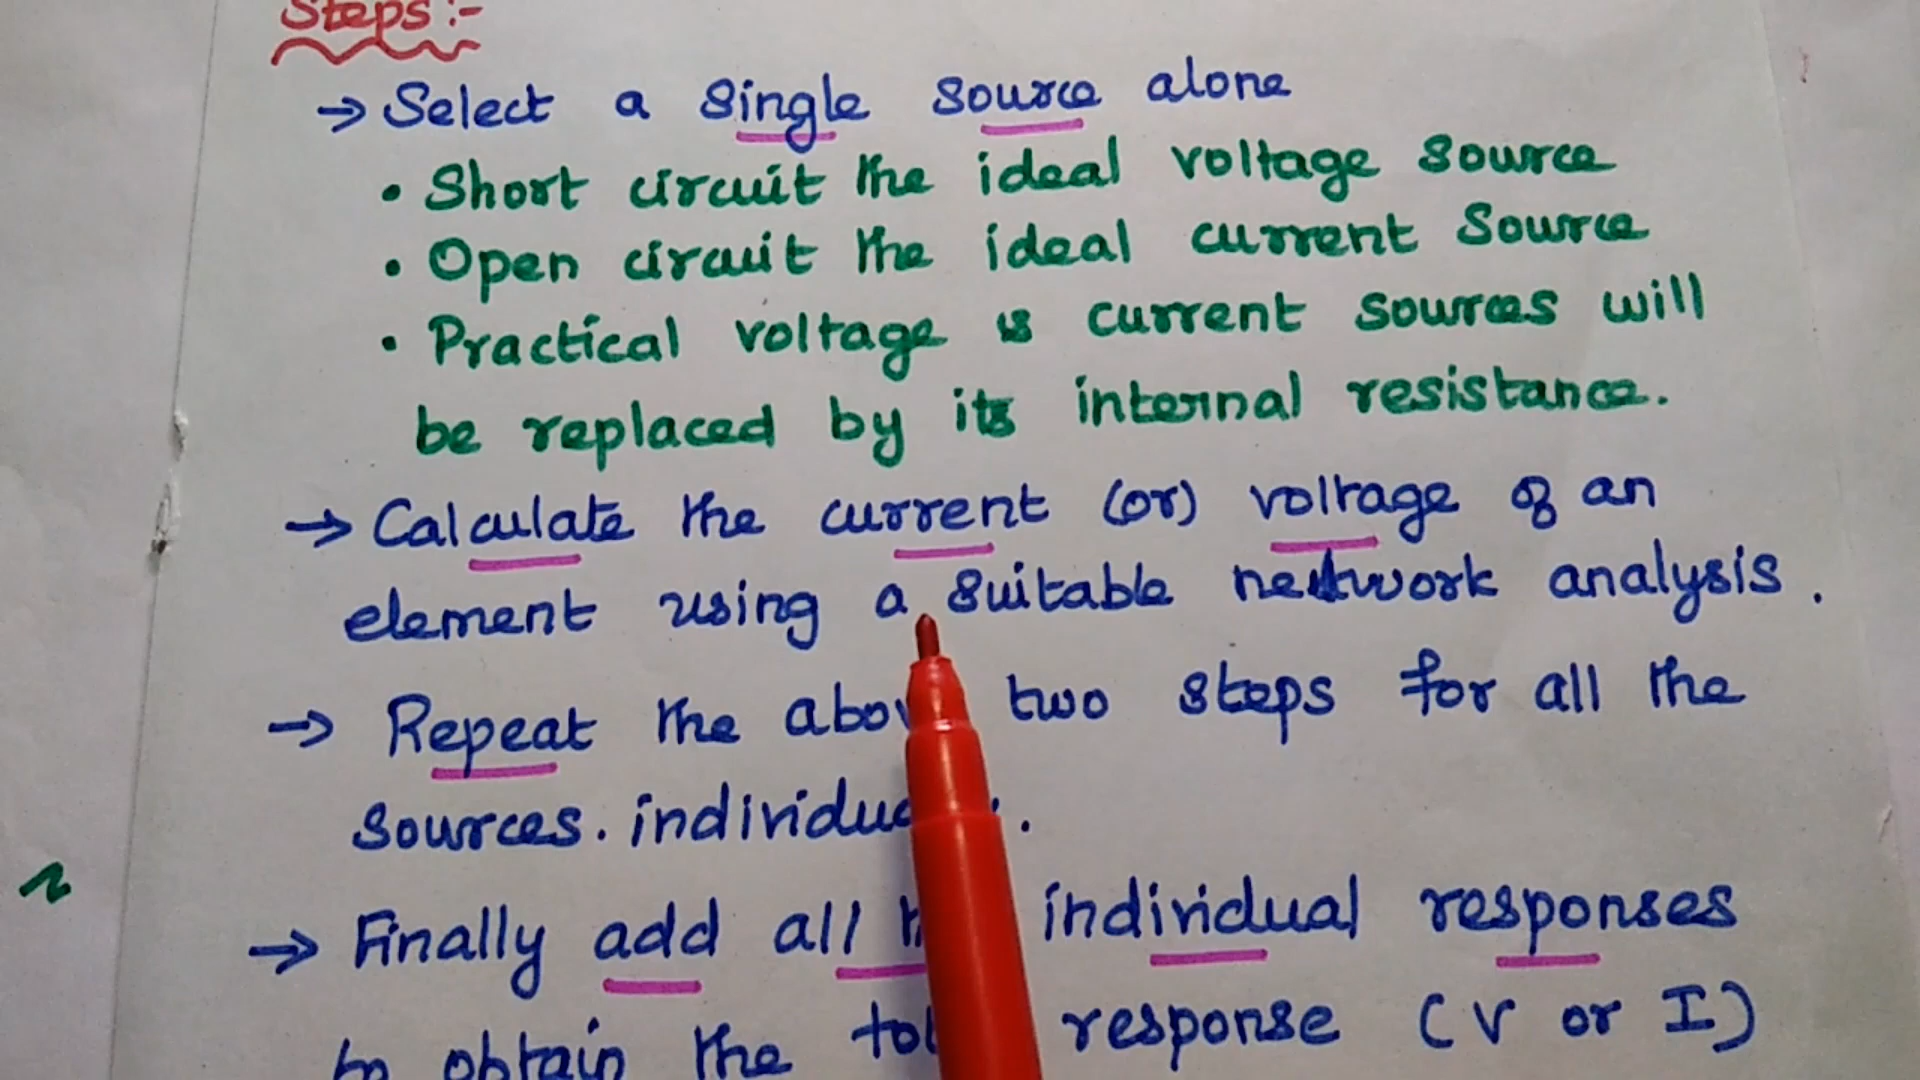 Steps :-
→ Select a single source alone
• Short circuit the ideal voltage source
• Open circuit the ideal current Source
• Practical voltage & current sources will
be replaced by its internal resistance.
→ Calculate the current (or) voltage of an
element using a suitable network analysis.
→ Repeat the two steps for all the
sources.
→ Finally add all individual responses
to obtain the response (V or I)